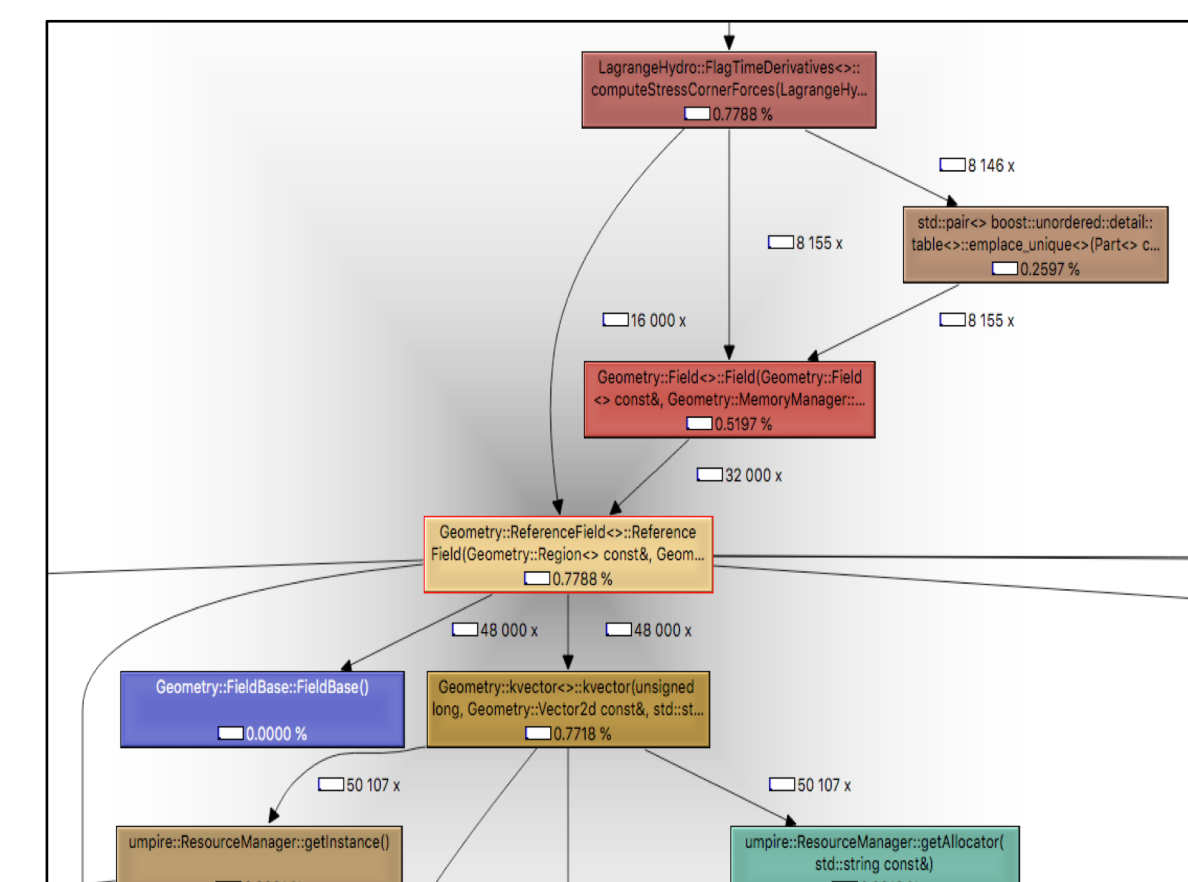 LagrangeHydro::FlagTimeDerivatives<>::
computeStressCornerForces(LagrangeHy...
0.7788 %
8 146 x
std::pair<> boost::unordered::detail::
table<>::emplace_unique<>(Part<> c...
0.2597 %
8 155 x
16 000 x
8 155 x
Geometry::Field<>::Field(Geometry::Field
<> const&, Geometry::MemoryManager::...
0.5197 %
32 000 x
Geometry::ReferenceField<>::Reference
Field(Geometry::Region<> const&, Geom...
0.7788 %
48 000 x
48 000 x
Geometry::FieldBase::FieldBase()
0.0000 %
Geometry::kvector<>::kvector(unsigned
long, Geometry::Vector2d const&, std::st...
0.7718 %
50 107 x
50 107 x
umpire::ResourceManager::getInstance()
umpire::ResourceManager::getAllocator(
std::string const&)